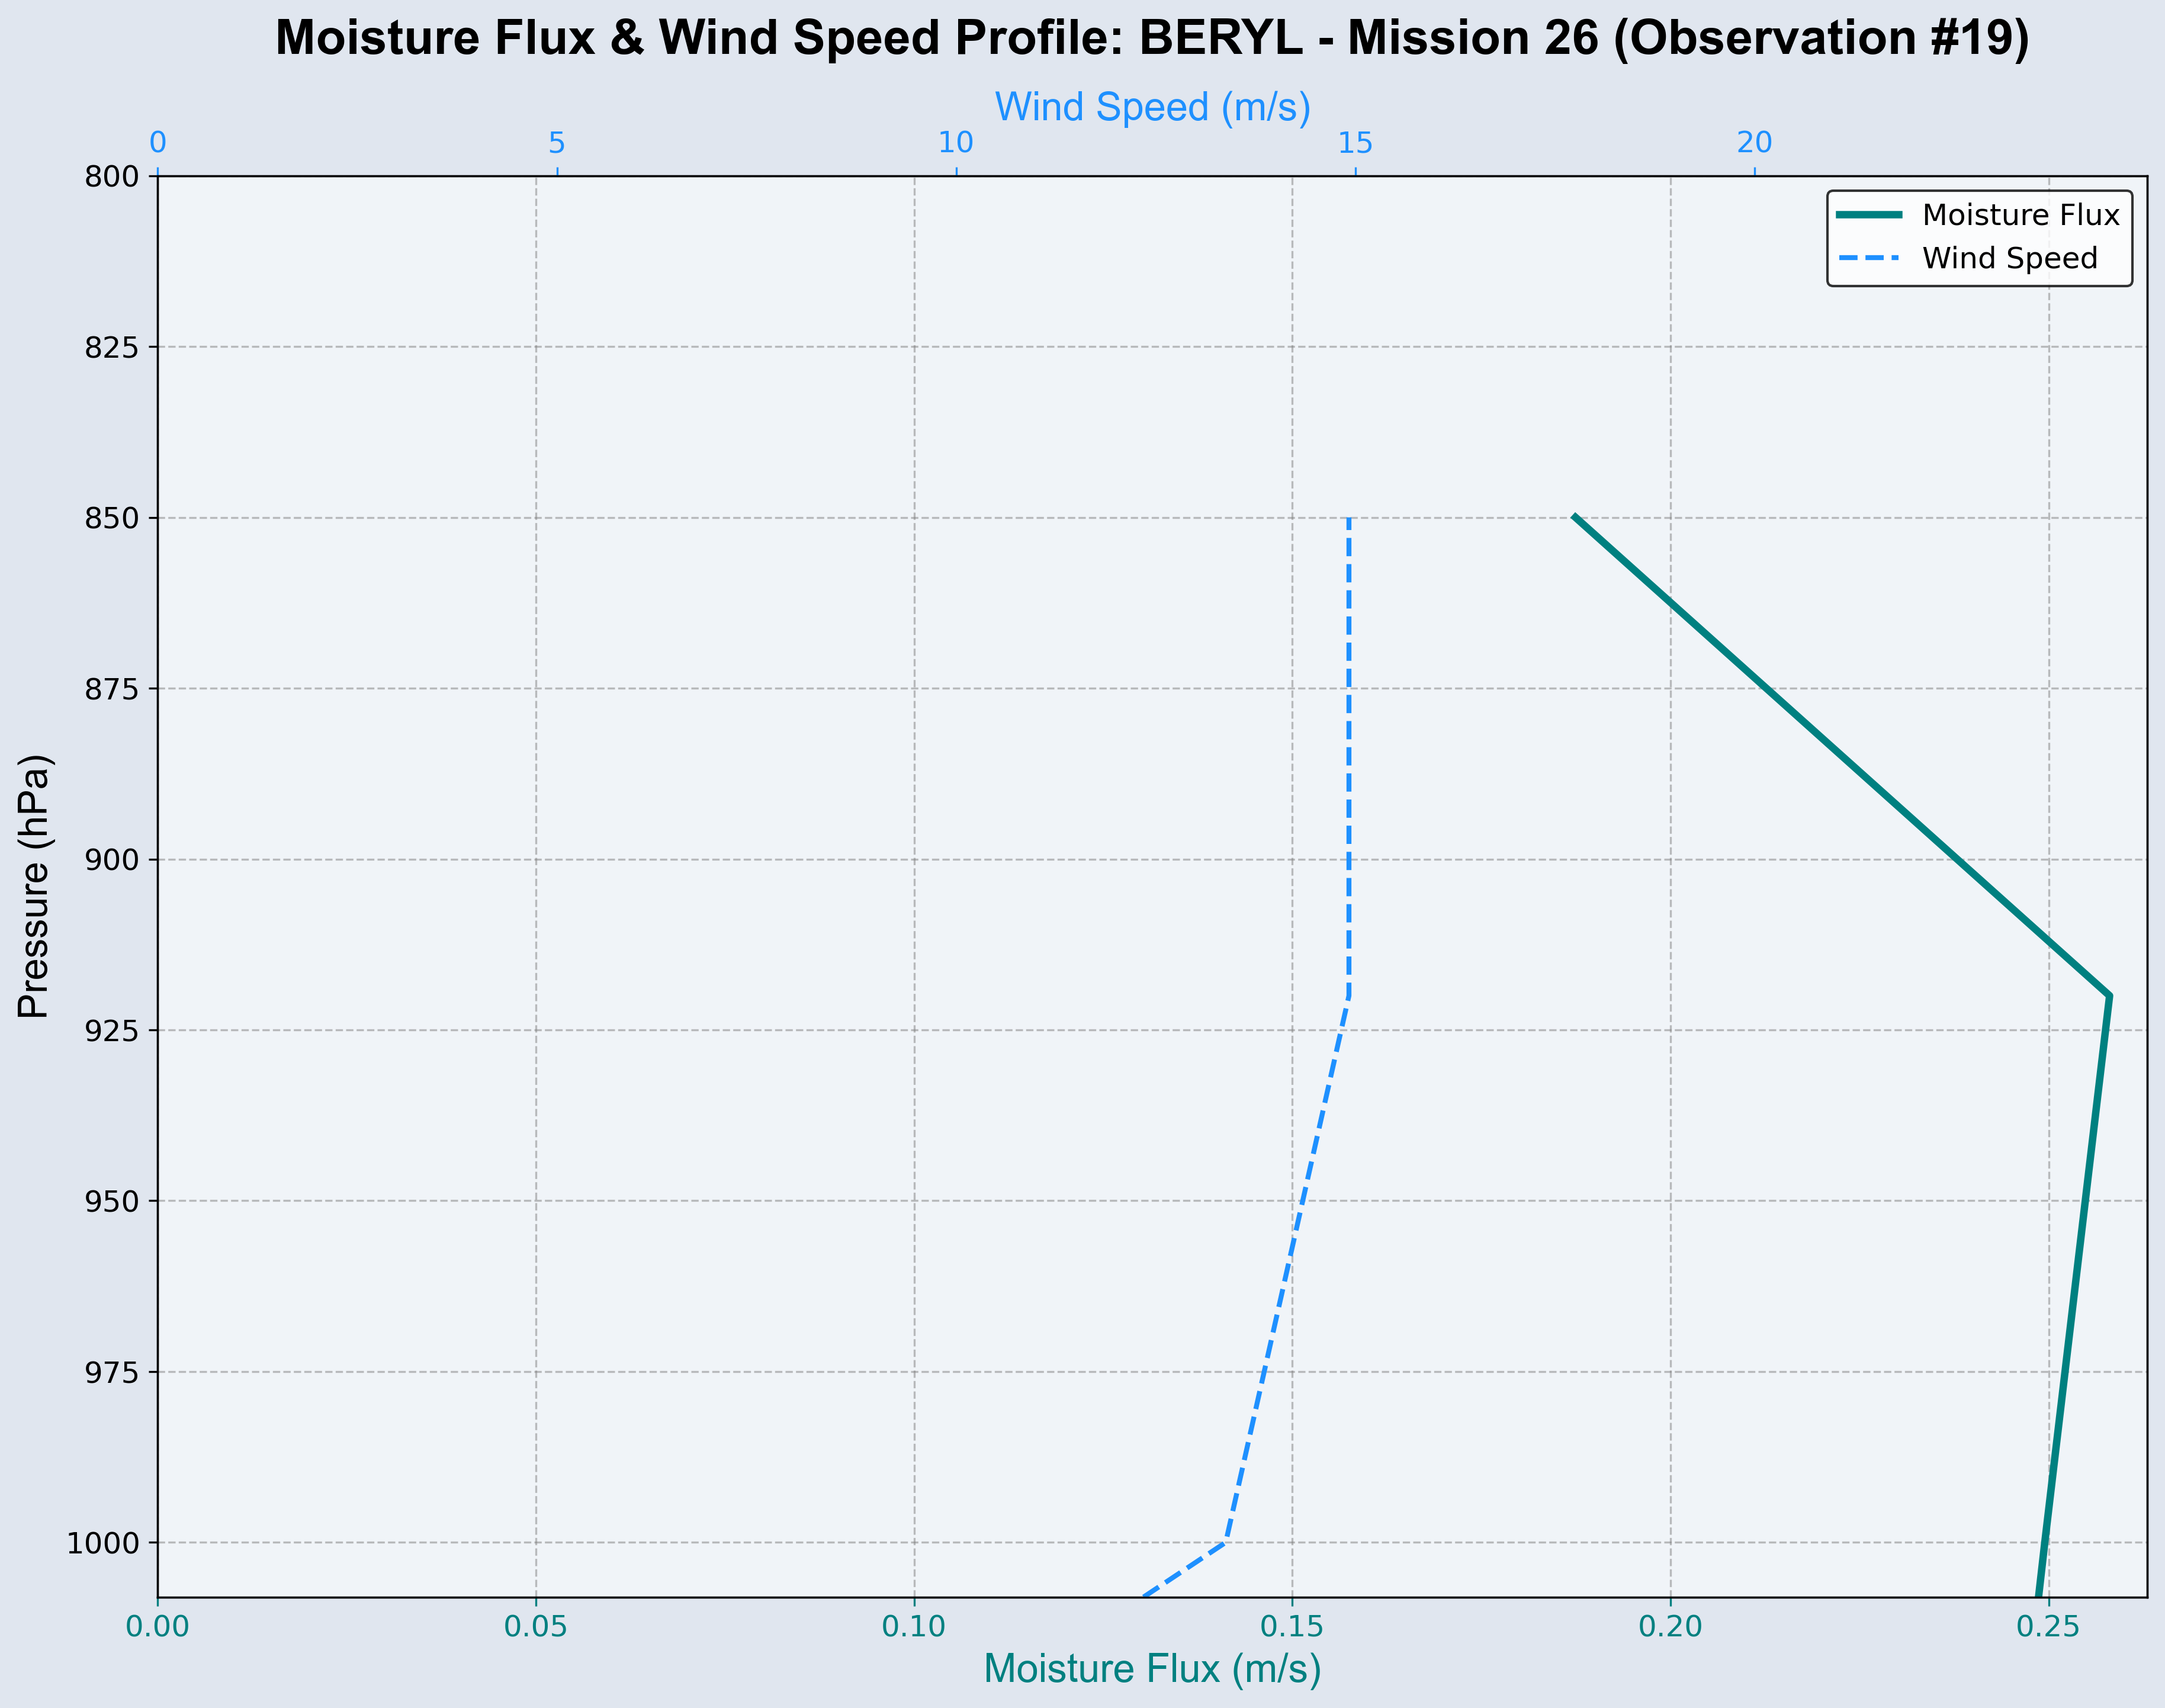 Moisture Flux & Wind Speed Profile: BERYL - Mission 26 (Observation #19)
Wind Speed (m/s)
0 5 10 15 20
Moisture Flux
Wind Speed
Pressure (hPa)
800
825
850
875
900
925
950
975
1000
0.00 0.05 0.10 0.15 0.20 0.25
Moisture Flux (m/s)